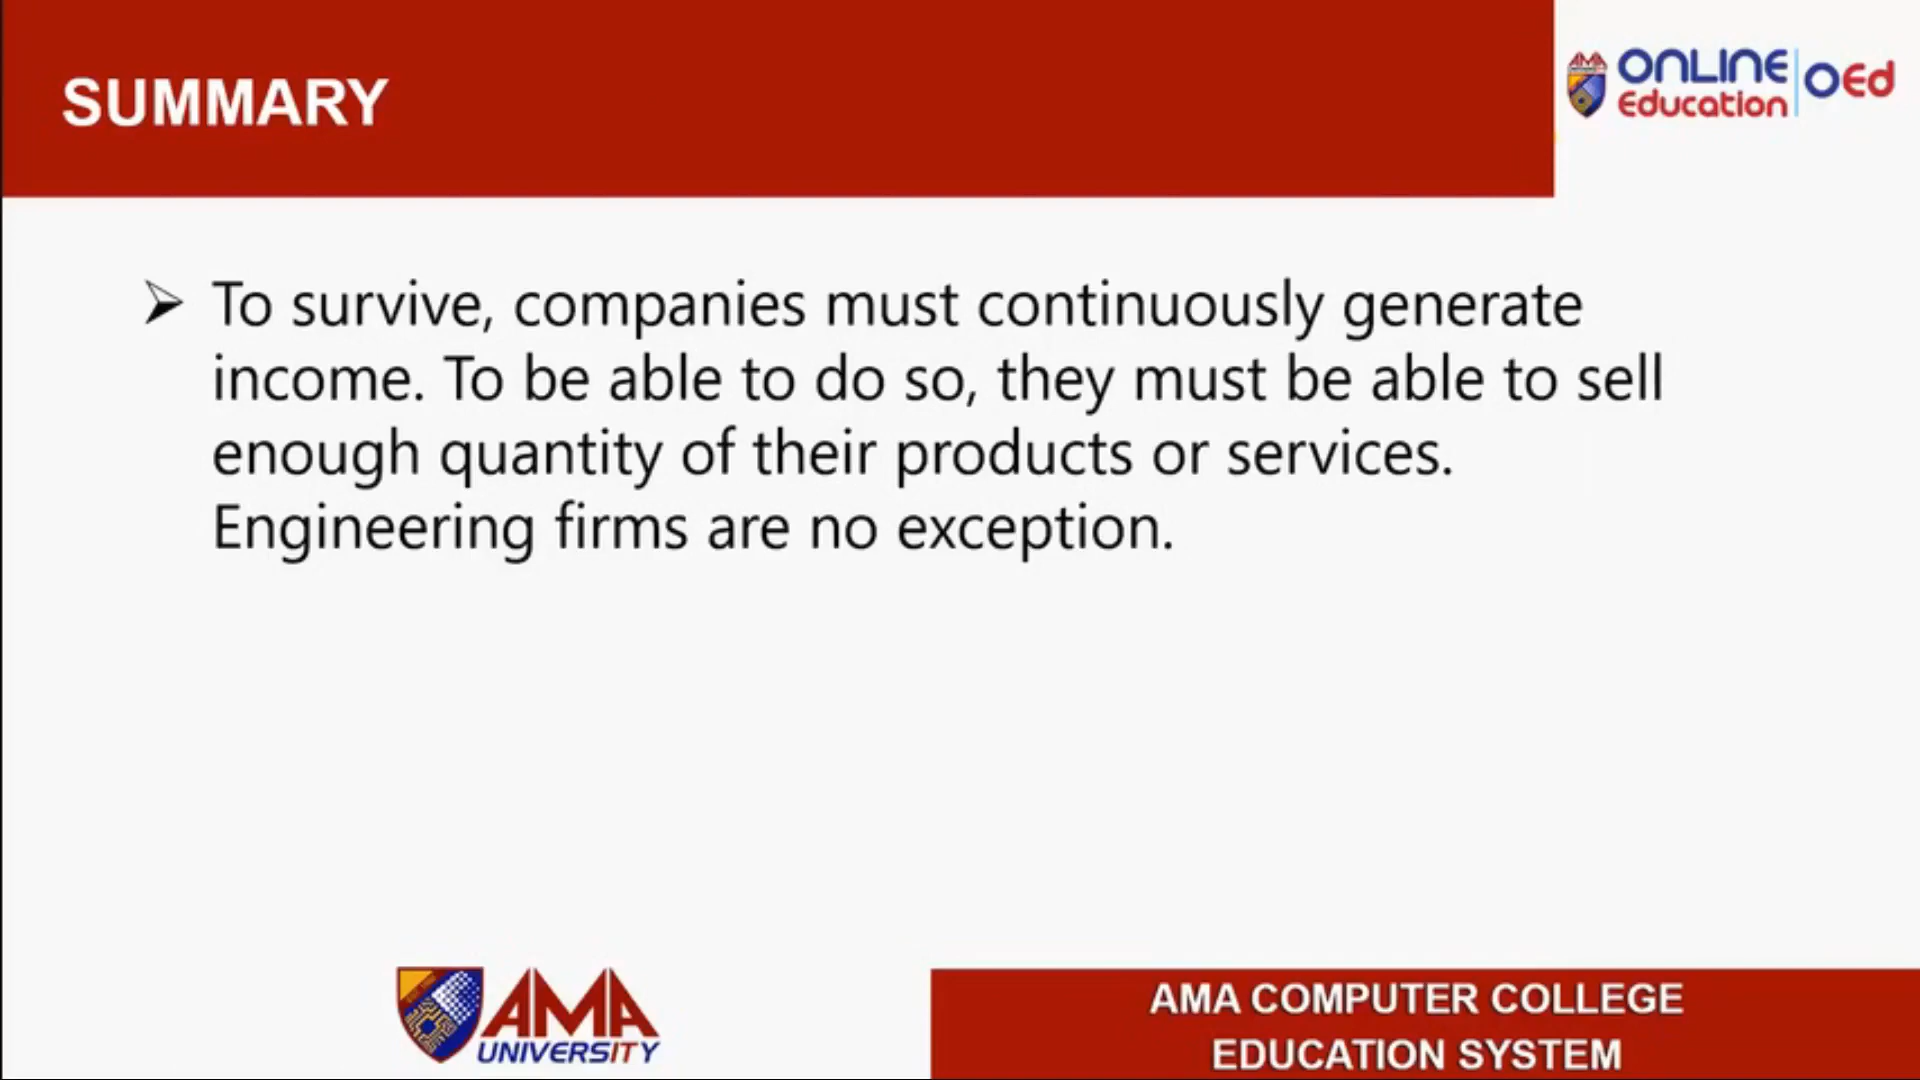 SUMMARY
AMA
ONLINE
Education
OEd
➢ To survive, companies must continuously generate
income. To be able to do so, they must be able to sell
enough quantity of their products or services.
Engineering firms are no exception.
AMA
UNIVERSITY
AMA COMPUTER COLLEGE
EDUCATION SYSTEM